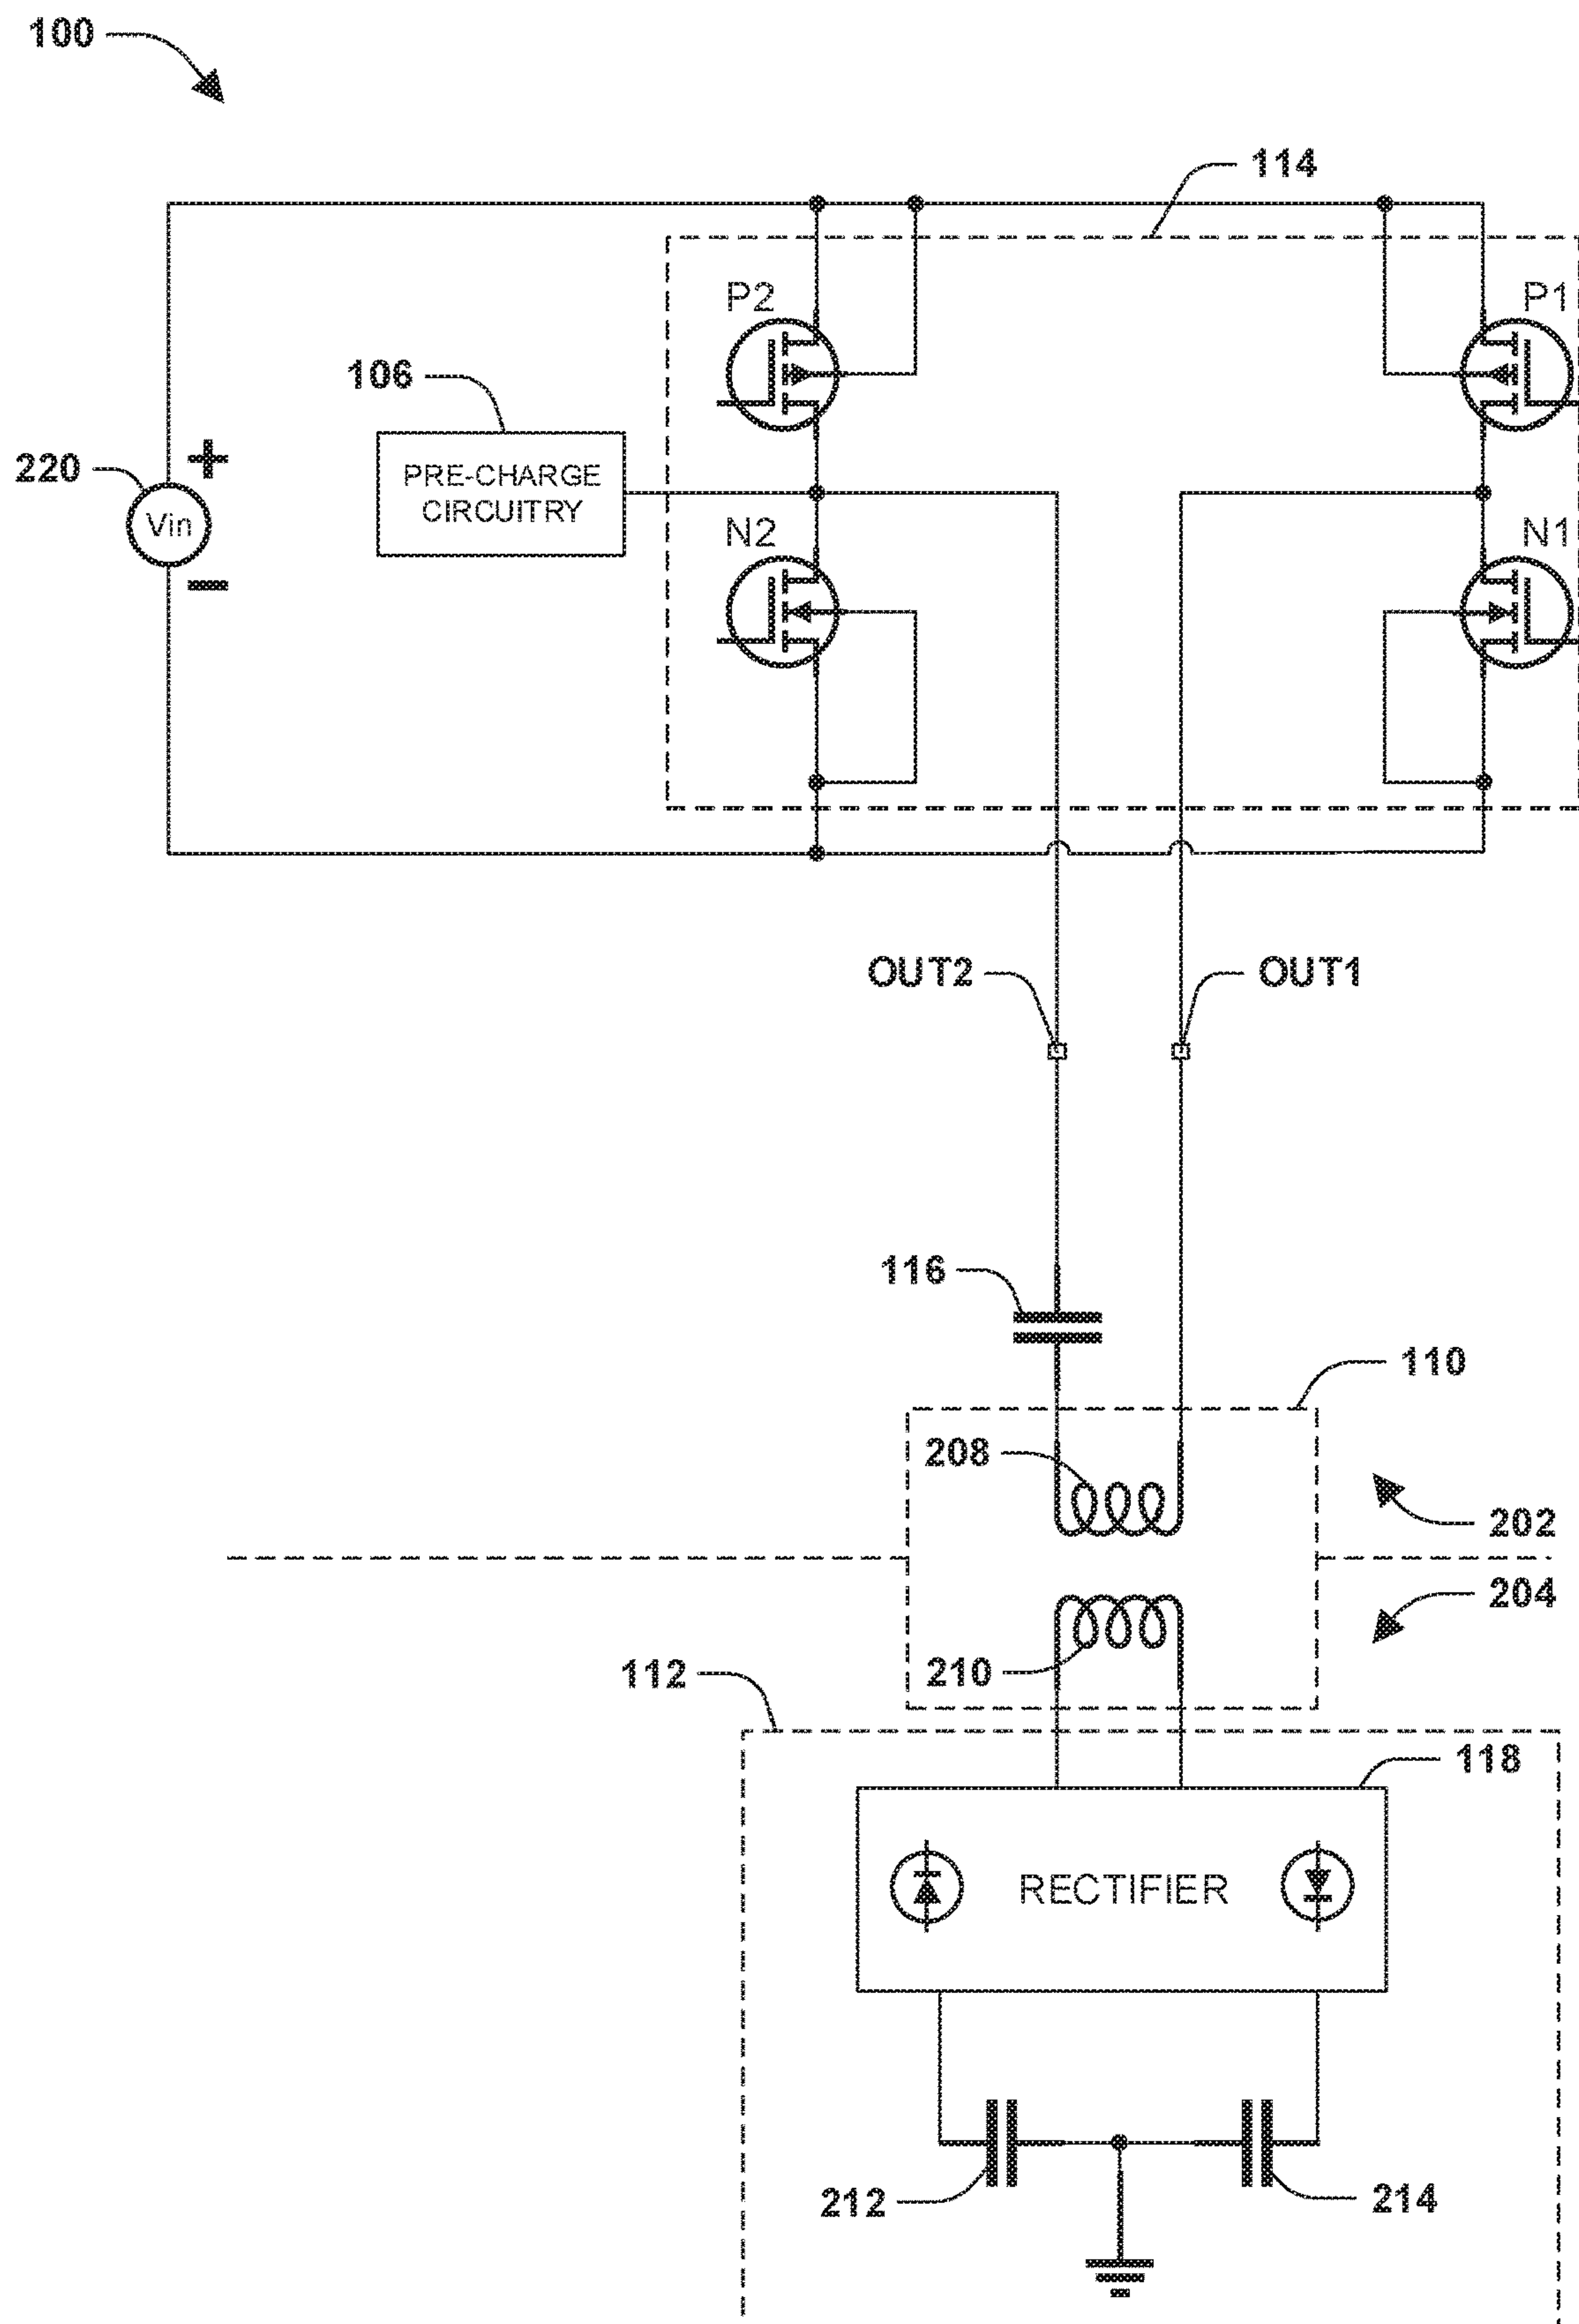 100
114
P2
P1
106
PRE-CHARGE
CIRCUITRY
220
+
Vin
−
N2
N1
OUT2
OUT1
116
110
208
202
204
210
112
118
RECTIFIER
212
214